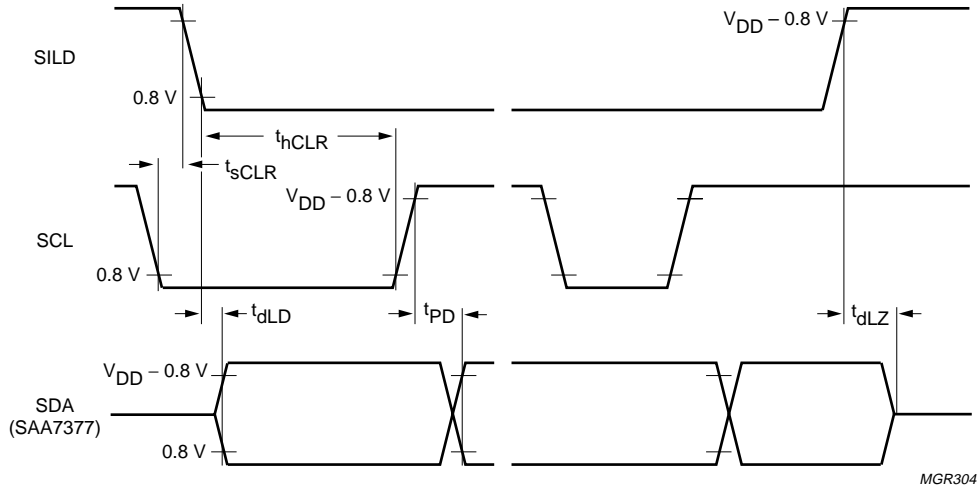 V_DD – 0.8 V
SILD
0.8 V
t_hCLR
t_sCLR
V_DD – 0.8 V
SCL
0.8 V
t_dLD
t_PD
t_dLZ
V_DD – 0.8 V
SDA
(SAA7377)
0.8 V
MGR304